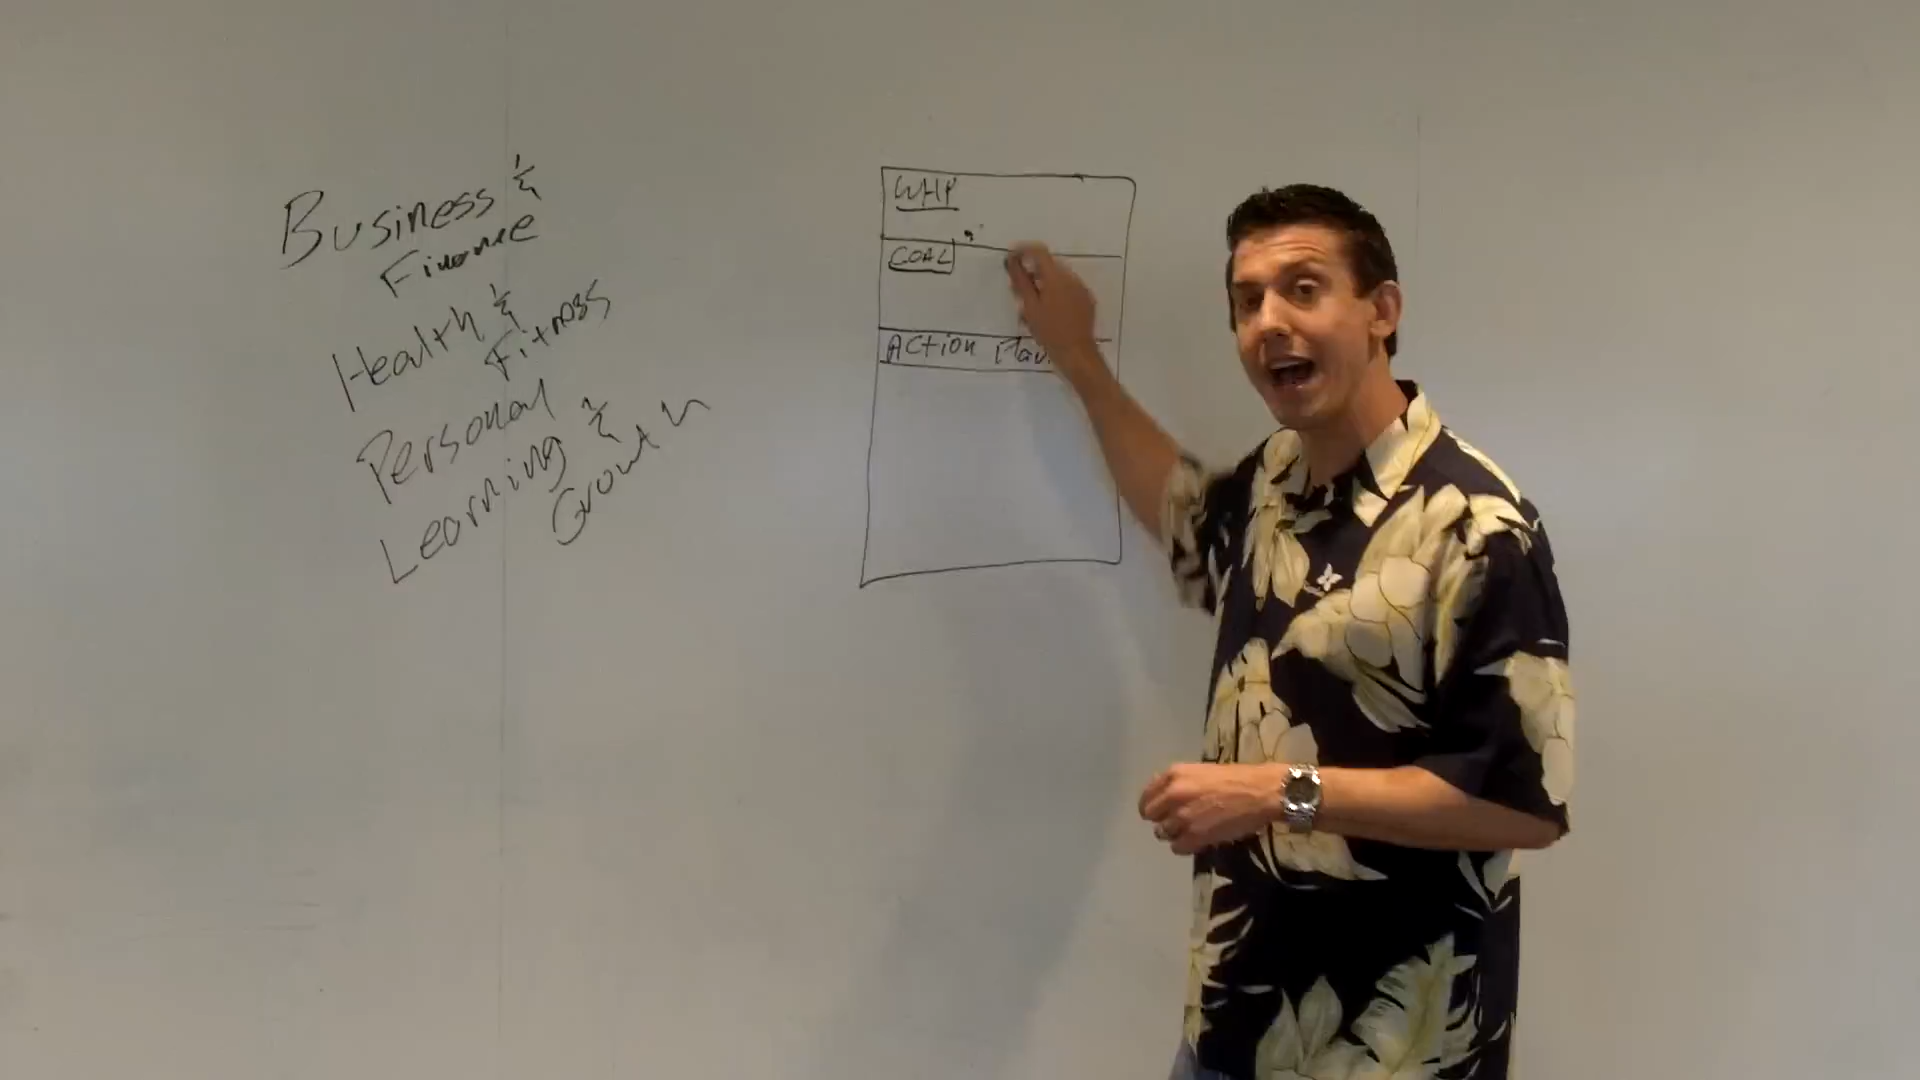 Business &
Finance
Health &
Fitness
Personal
Learning &
Growth
WHY
GOAL
Action Plan